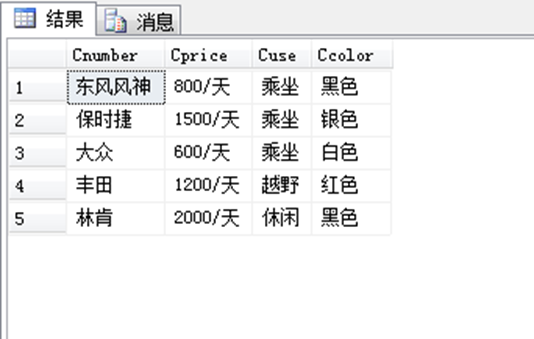 结果 消息
Cnumber Cprice Cuse Ccolor
1 东风风神 800/天 乘坐 黑色
2 保时捷 1500/天 乘坐 银色
3 大众 600/天 乘坐 白色
4 丰田 1200/天 越野 红色
5 林肯 2000/天 休闲 黑色